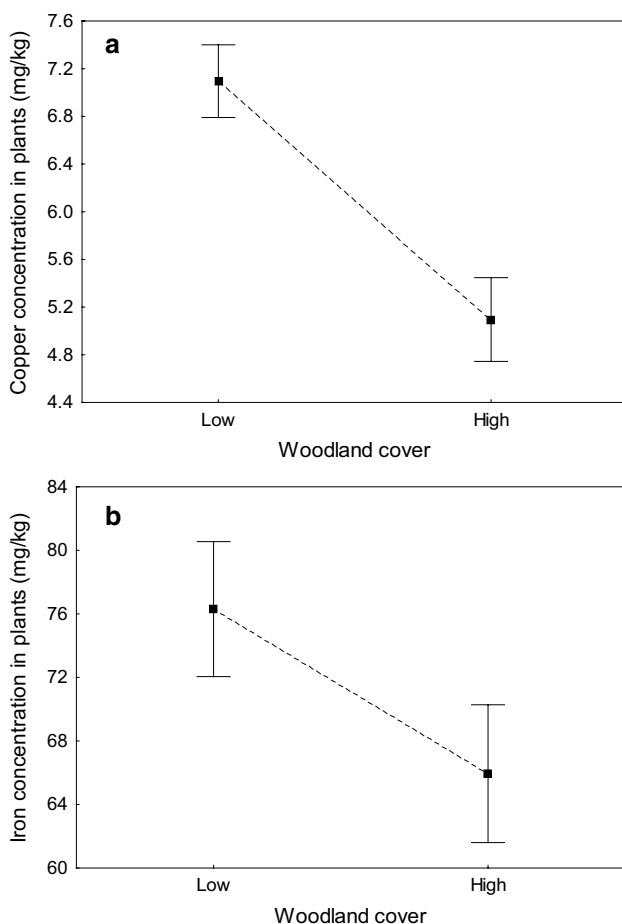 a
Copper concentration in plants (mg/kg)
7.6
7.2
6.8
6.4
6.0
5.6
5.2
4.8
4.4
Low High
Woodland cover
b
Iron concentration in plants (mg/kg)
84
80
76
72
68
64
60
Low High
Woodland cover